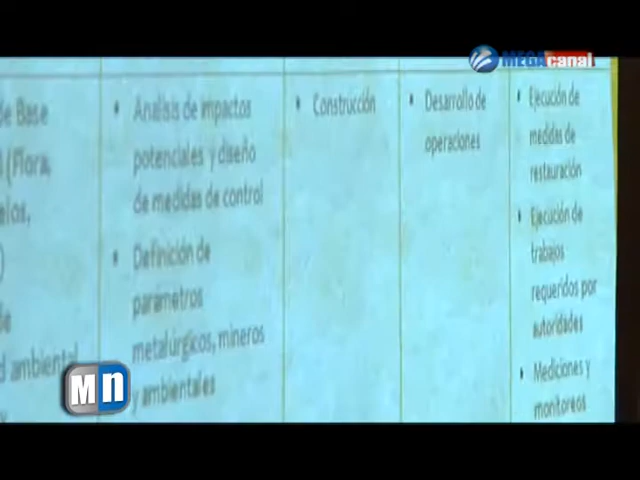 MEGAcanal
de Base
(Flora,
elos,
d ambiental
y
• Analisis de impactos
potenciales y diseño
de medidas de control
• Definición de
parámetros
metalúrgicos, mineros
y ambientales
• Construcción
• Desarrollo de
operaciones
• Ejecución de
medidas de
restauración
• Ejecución de
trabajos
requeridos por
autoridades
• Mediciones y
monitoreos
Mn